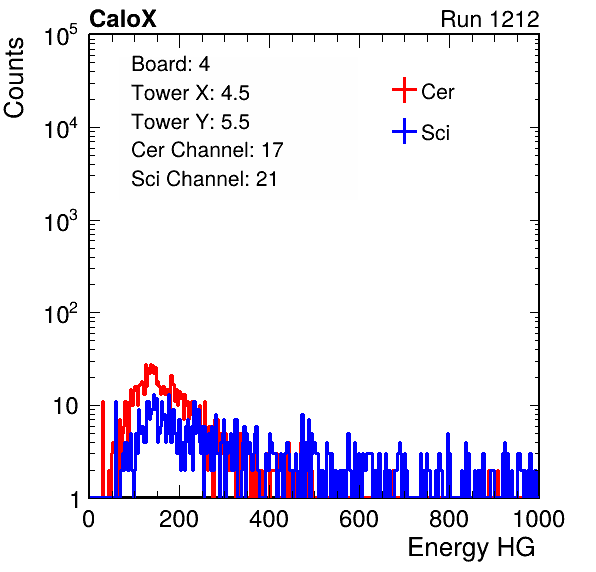 CaloX Run 1212
Counts
10^5
10^4
10^3
10^2
10
1
Board: 4
Tower X: 4.5
Tower Y: 5.5
Cer Channel: 17
Sci Channel: 21
Cer
Sci
0 200 400 600 800 1000
Energy HG